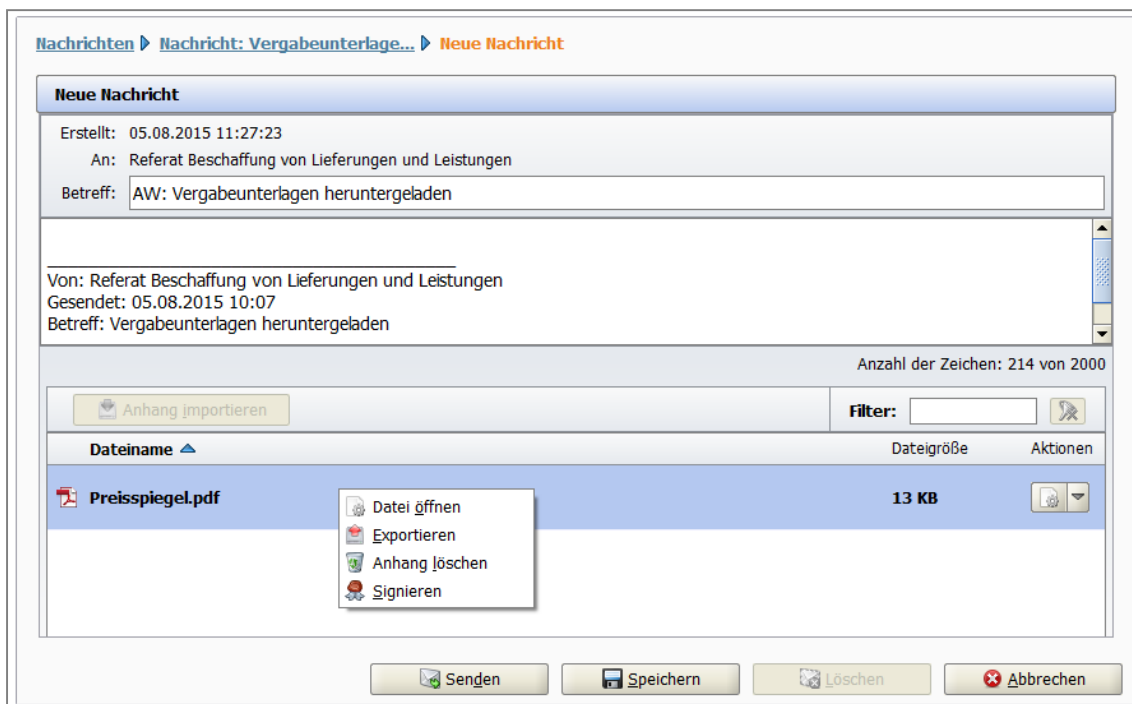 Nachrichten Nachricht: Vergabeunterlage... Neue Nachricht
Neue Nachricht
Erstellt: 05.08.2015 11:27:23
An: Referat Beschaffung von Lieferungen und Leistungen
Betreff: AW: Vergabeunterlagen heruntergeladen
Von: Referat Beschaffung von Lieferungen und Leistungen
Gesendet: 05.08.2015 10:07
Betreff: Vergabeunterlagen heruntergeladen
Anzahl der Zeichen: 214 von 2000
Anhang importieren Filter:
Dateiname Dateigröße Aktionen
Preisspiegel.pdf 13 KB
Datei öffnen
Exportieren
Anhang löschen
Signieren
Senden Speichern Löschen Abbrechen